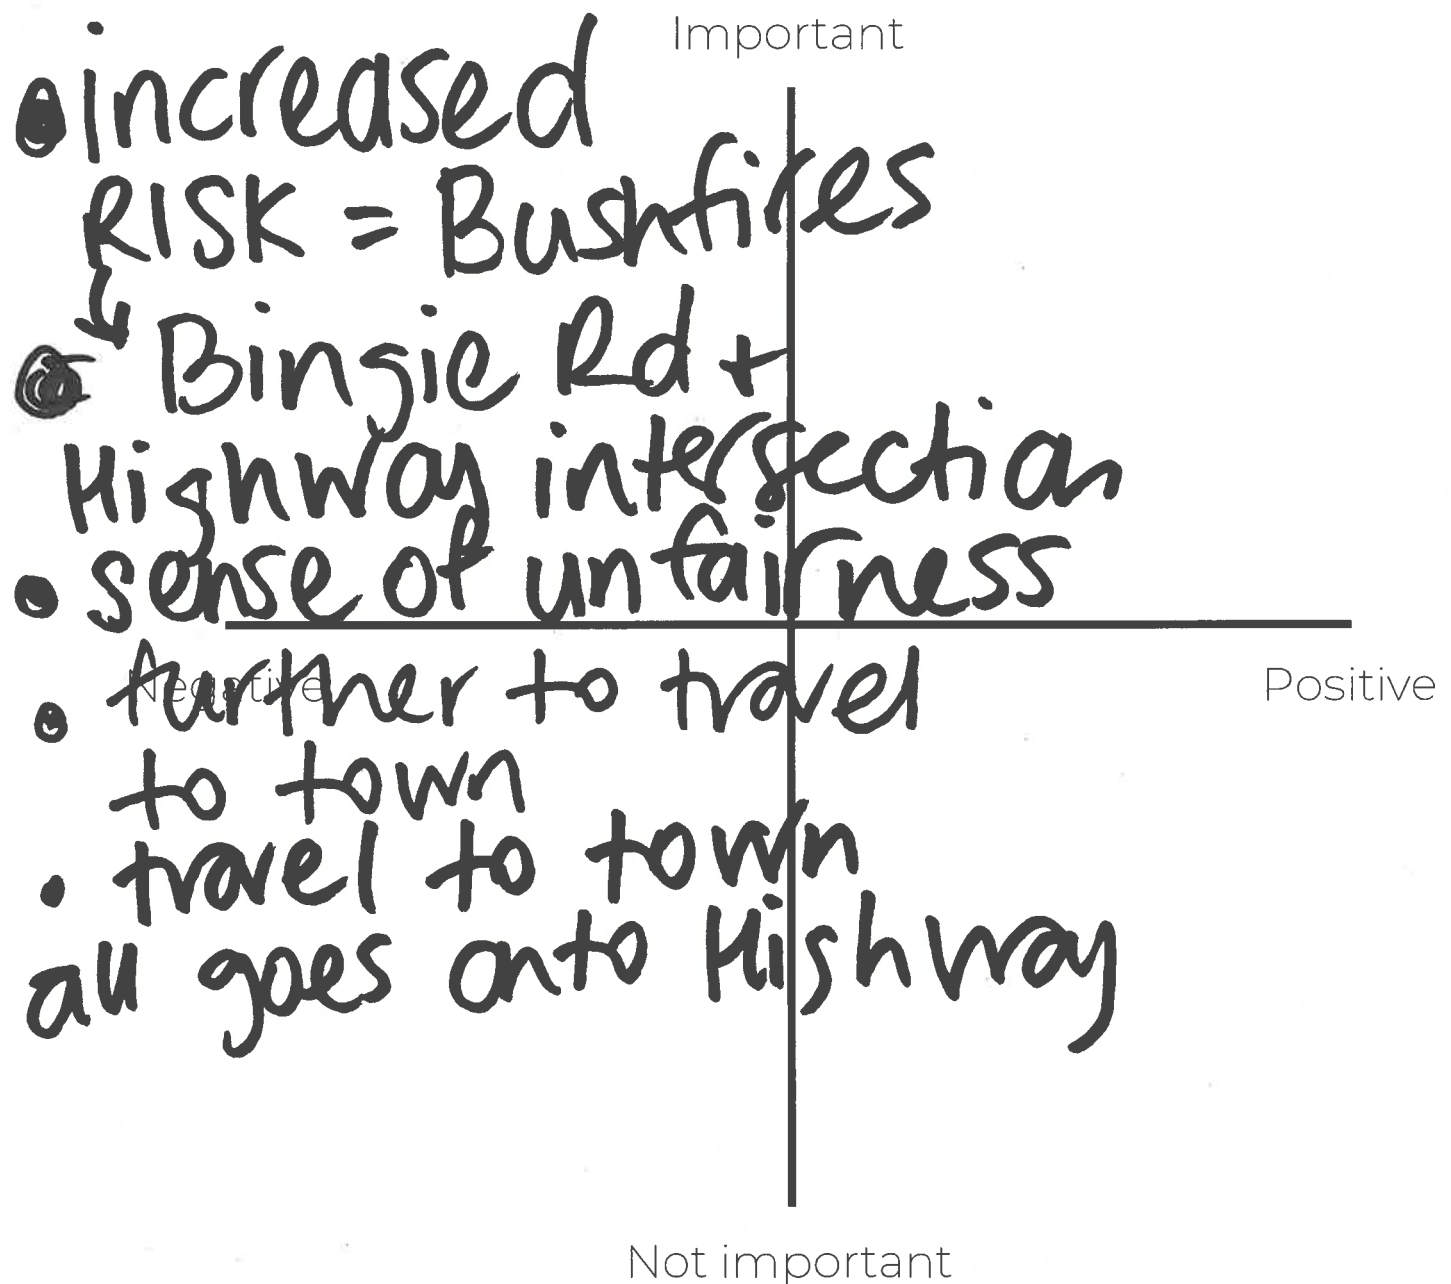 Important
•increased
RISK = Bushfires
↓
• Bingie Rd +
Highway intersection
• sense of unfairness
Negative
Positive
• further to travel
to town
• travel to town
all goes onto Highway
Not important